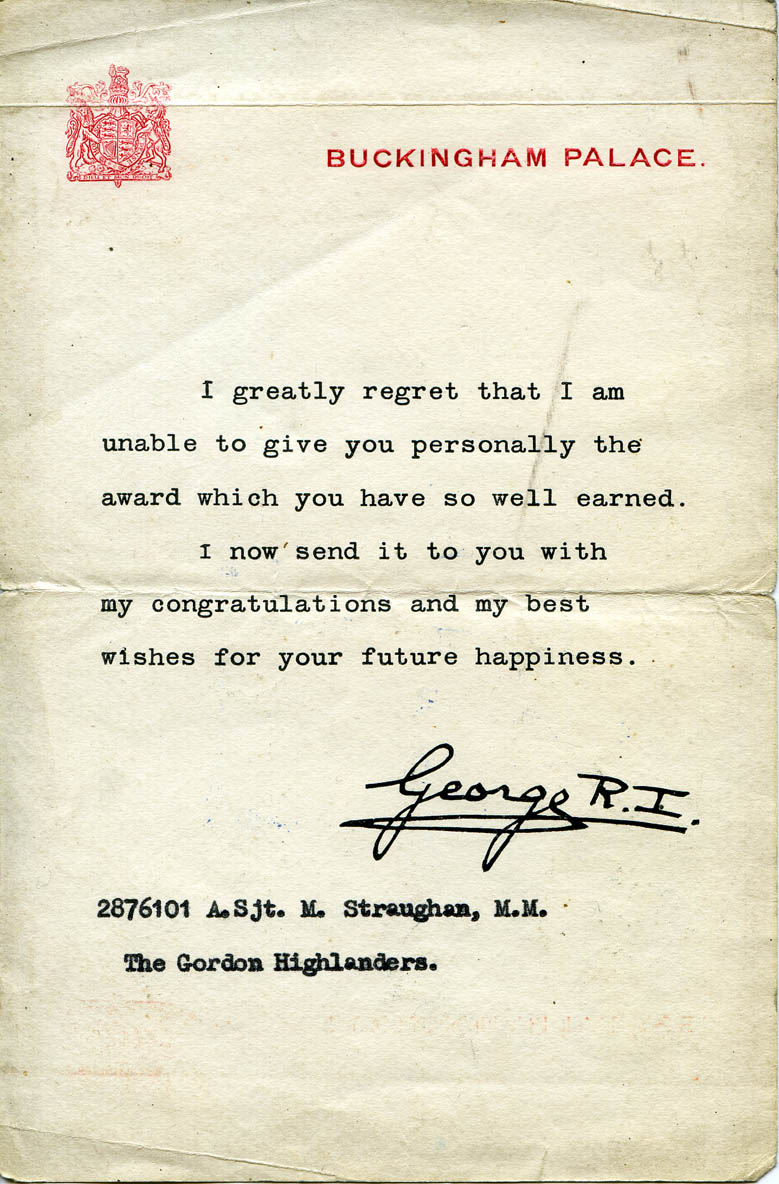 BUCKINGHAM PALACE.
I greatly regret that I am
unable to give you personally the
award which you have so well earned.
I now send it to you with
my congratulations and my best
wishes for your future happiness.
George R.I.
2876101 A.Sjt. M. Straughan, M.M.
The Gordon Highlanders.